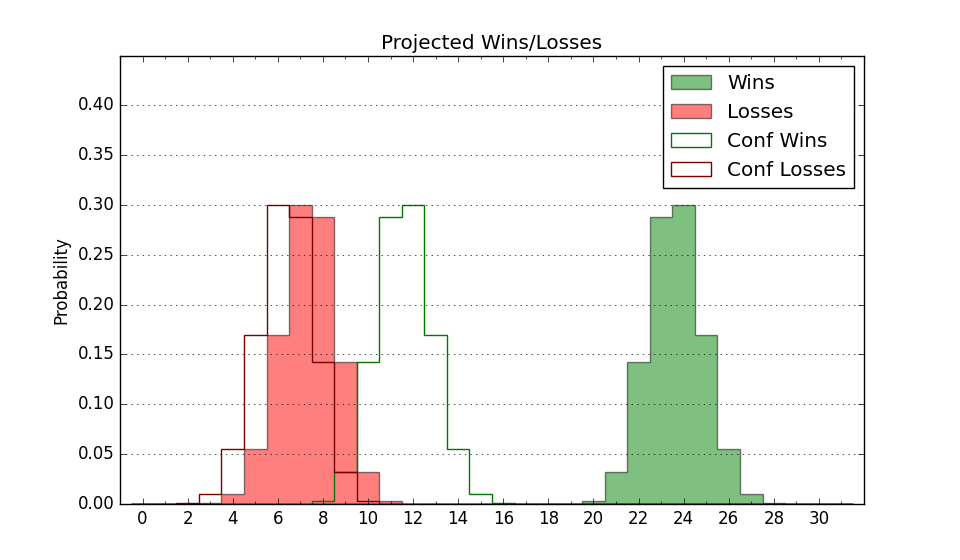 Projected Wins/Losses
Wins
Losses
Conf Wins
Conf Losses
Probability
0.40
0.35
0.30
0.25
0.20
0.15
0.10
0.05
0.00
0 2 4 6 8 10 12 14 16 18 20 22 24 26 28 30